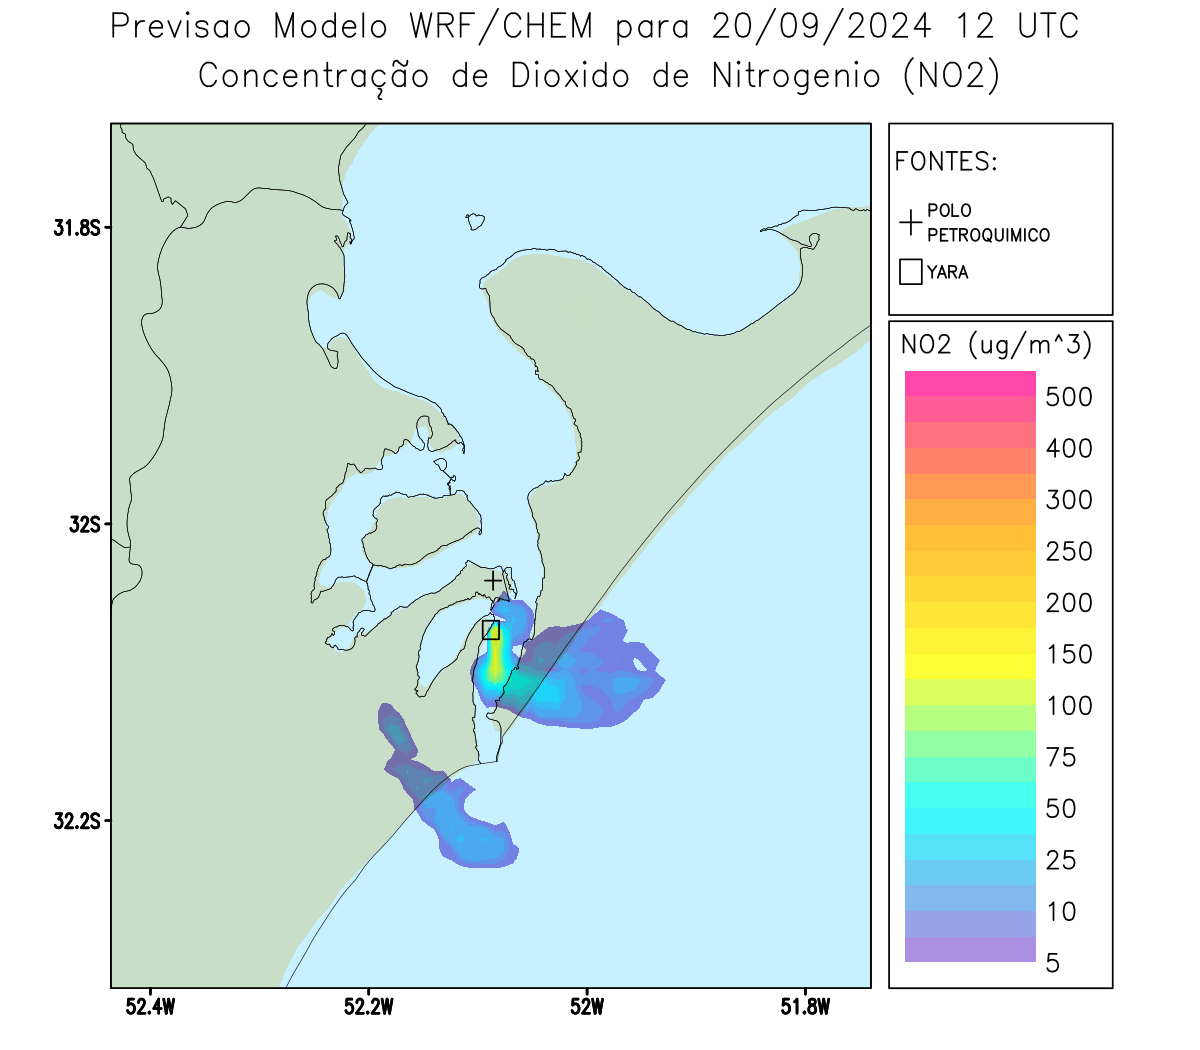 Previsao Modelo WRF/CHEM para 20/09/2024 12 UTC
Concentração de Dioxido de Nitrogenio (NO2)
FONTES:
POLO
PETROQUIMICO
YARA
NO2 (ug/m^3)
500
400
300
250
200
150
100
75
50
25
10
5
31.8S
32S
32.2S
52.4W
52.2W
52W
51.8W